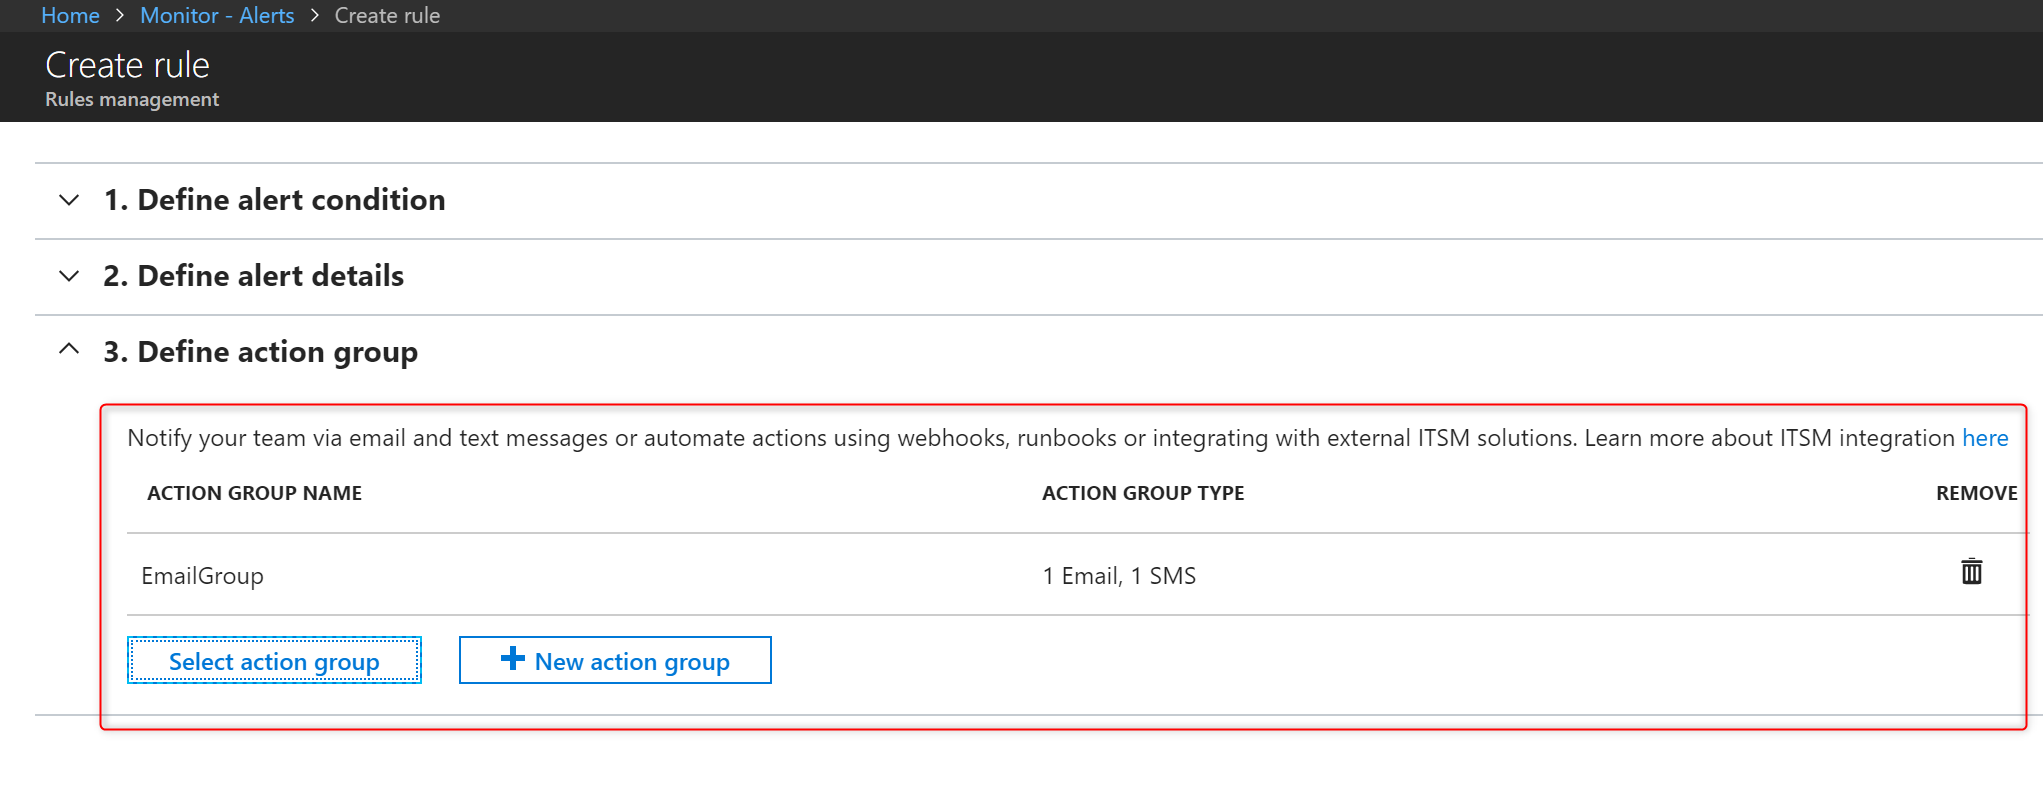 Home > Monitor - Alerts > Create rule
Create rule
Rules management
1. Define alert condition
2. Define alert details
3. Define action group
Notify your team via email and text messages or automate actions using webhooks, runbooks or integrating with external ITSM solutions. Learn more about ITSM integration here
ACTION GROUP NAME ACTION GROUP TYPE REMOVE
EmailGroup 1 Email, 1 SMS
Select action group + New action group